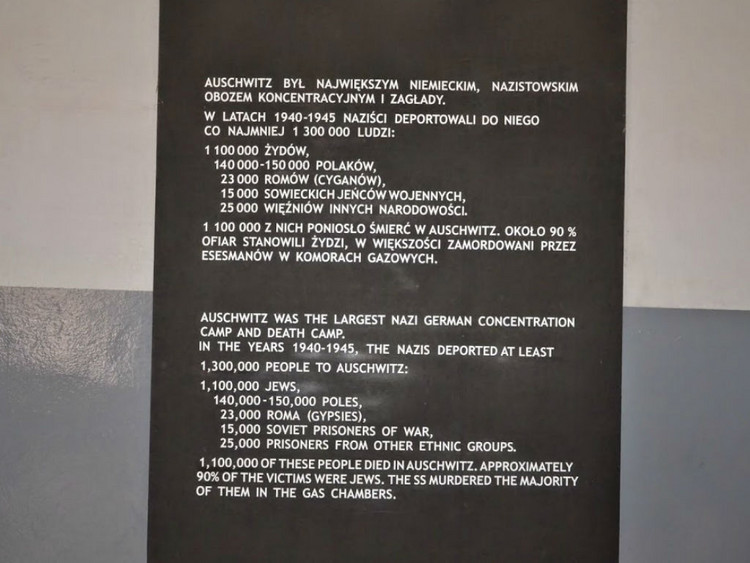 AUSCHWITZ BYŁ NAJWIĘKSZYM NIEMIECKIM, NAZISTOWSKIM
OBOZEM KONCENTRACYJNYM I ZAGŁADY.
W LATACH 1940-1945 NAZIŚCI DEPORTOWALI DO NIEGO
CO NAJMNIEJ 1 300 000 LUDZI:
1 100 000 ŻYDÓW,
140 000-150 000 POLAKÓW,
23 000 ROMÓW (CYGANÓW),
15 000 SOWIECKICH JEŃCÓW WOJENNYCH,
25 000 WIĘŹNIÓW INNYCH NARODOWOŚCI.
1 100 000 Z NICH PONIOSŁO ŚMIERĆ W AUSCHWITZ. OKOŁO 90 %
OFIAR STANOWILI ŻYDZI, W WIĘKSZOŚCI ZAMORDOWANI PRZEZ
ESESMANÓW W KOMORACH GAZOWYCH.
AUSCHWITZ WAS THE LARGEST NAZI GERMAN CONCENTRATION
CAMP AND DEATH CAMP.
IN THE YEARS 1940-1945, THE NAZIS DEPORTED AT LEAST
1,300,000 PEOPLE TO AUSCHWITZ:
1,100,000 JEWS,
140,000-150,000 POLES,
23,000 ROMA (GYPSIES),
15,000 SOVIET PRISONERS OF WAR,
25,000 PRISONERS FROM OTHER ETHNIC GROUPS.
1,100,000 OF THESE PEOPLE DIED IN AUSCHWITZ. APPROXIMATELY
90% OF THE VICTIMS WERE JEWS. THE SS MURDERED THE MAJORITY
OF THEM IN THE GAS CHAMBERS.